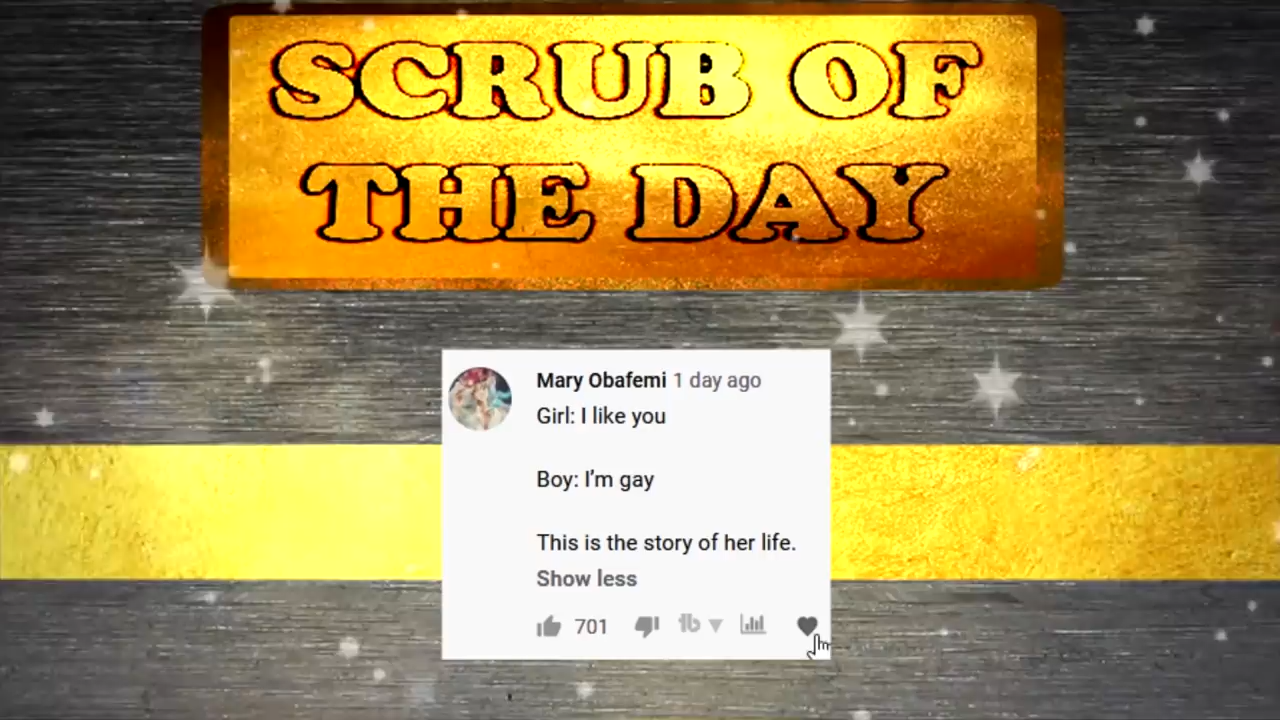 SCRUB OF
THE DAY
Mary Obafemi 1 day ago
Girl: I like you
Boy: I'm gay
This is the story of her life.
Show less
701